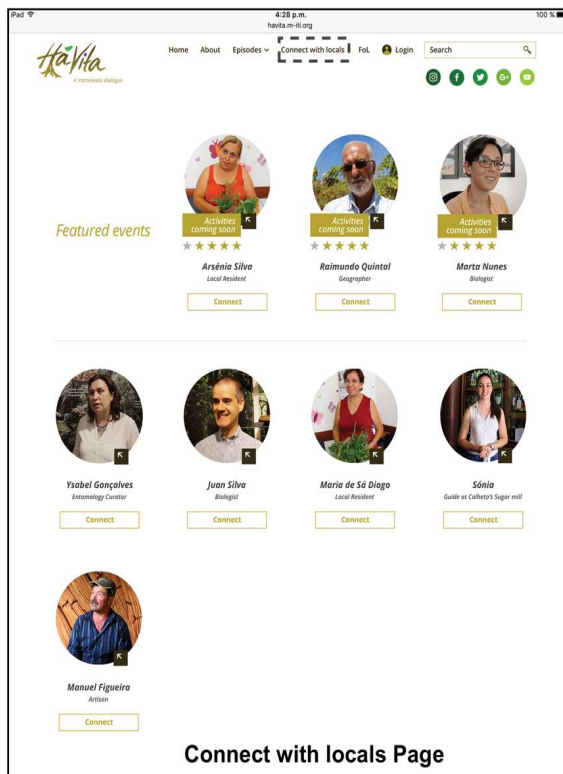 iPad 4:28 p.m. 100 %
havita.m-iti.org
HáVita
A transmedia dialogue
Home About Episodes Connect with locals FoL Login Search
Featured events
Activities coming soon
Activities coming soon
Activities coming soon
Arsénia Silva
Local Resident
Connect
Raimundo Quintal
Geographer
Connect
Marta Nunes
Biologist
Connect
Ysabel Gonçalves
Entomology Curator
Connect
Juan Silva
Biologist
Connect
Maria de Sá Diogo
Local Resident
Connect
Sónia
Guide at Calheta's Sugar mill
Connect
Manuel Figueira
Artisan
Connect
Connect with locals Page